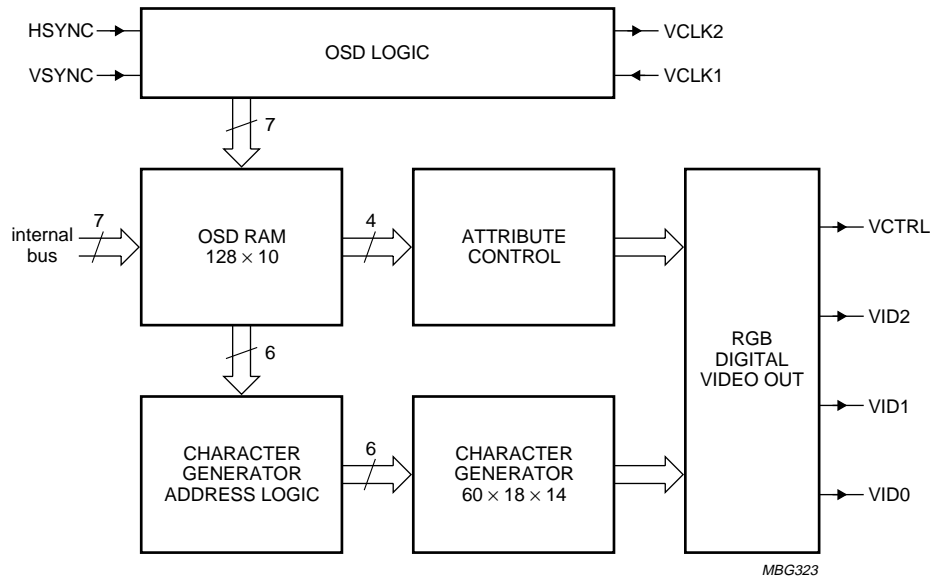 HSYNC
VSYNC
OSD LOGIC
VCLK2
VCLK1
7
internal
bus
7
OSD RAM
128 × 10
4
ATTRIBUTE
CONTROL
6
CHARACTER
GENERATOR
ADDRESS LOGIC
6
CHARACTER
GENERATOR
60 × 18 × 14
RGB
DIGITAL
VIDEO OUT
VCTRL
VID2
VID1
VID0
MBG323